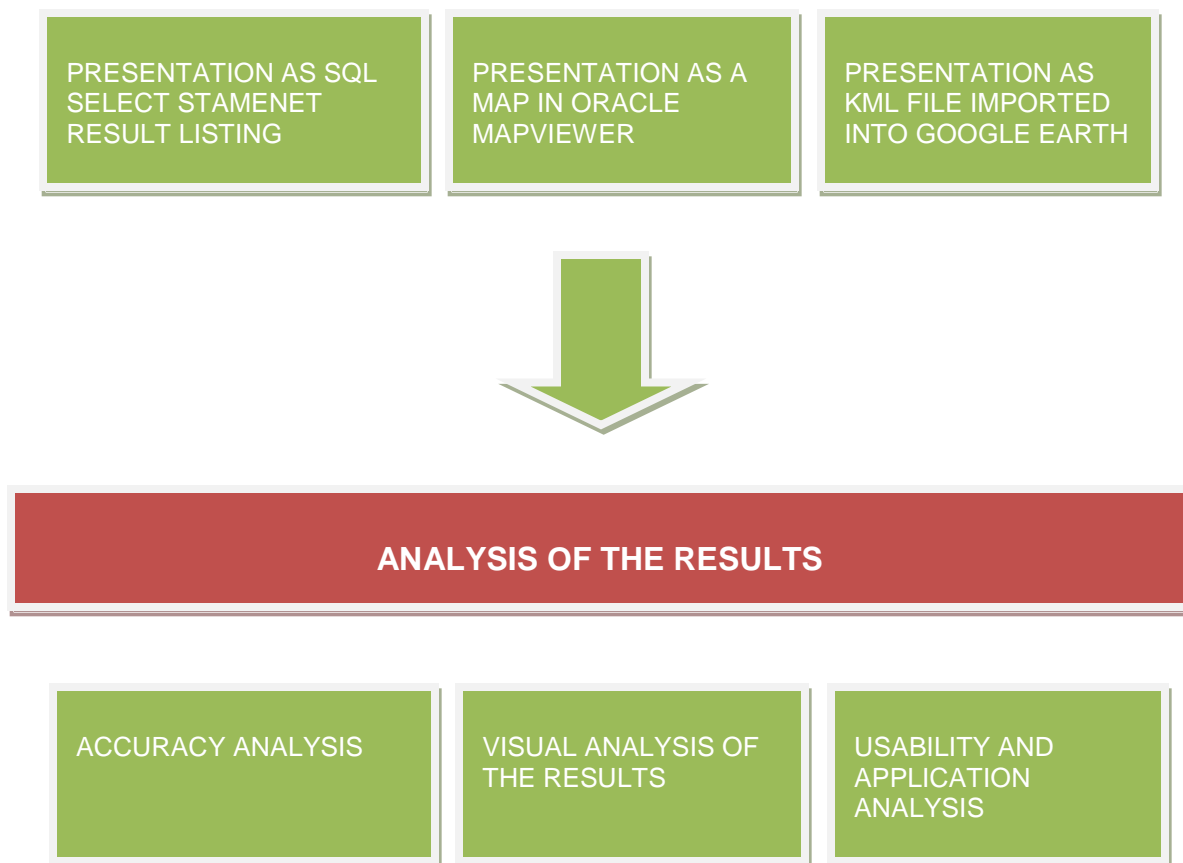 PRESENTATION AS SQL
SELECT STAMENET
RESULT LISTING
PRESENTATION AS A
MAP IN ORACLE
MAPVIEWER
PRESENTATION AS
KML FILE IMPORTED
INTO GOOGLE EARTH
ANALYSIS OF THE RESULTS
ACCURACY ANALYSIS
VISUAL ANALYSIS OF
THE RESULTS
USABILITY AND
APPLICATION
ANALYSIS